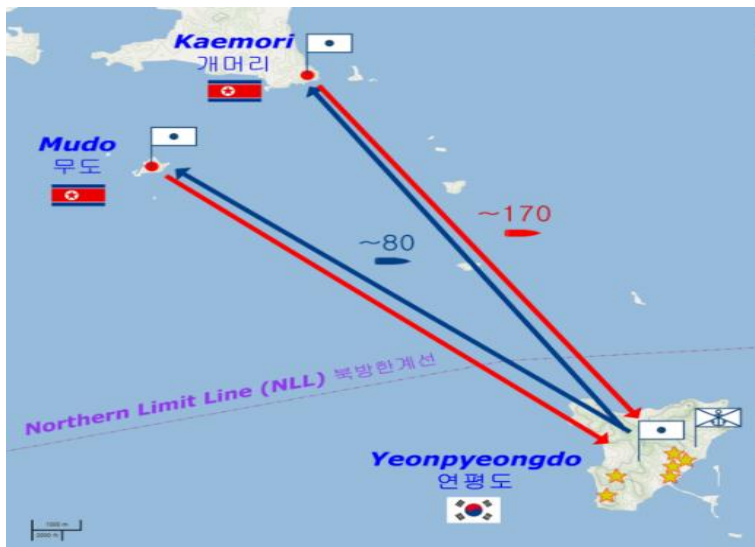 Kaemori
개머리
Mudo
무도
~170
~80
Northern Limit Line (NLL) 북방한계선
Yeonpyeongdo
연평도